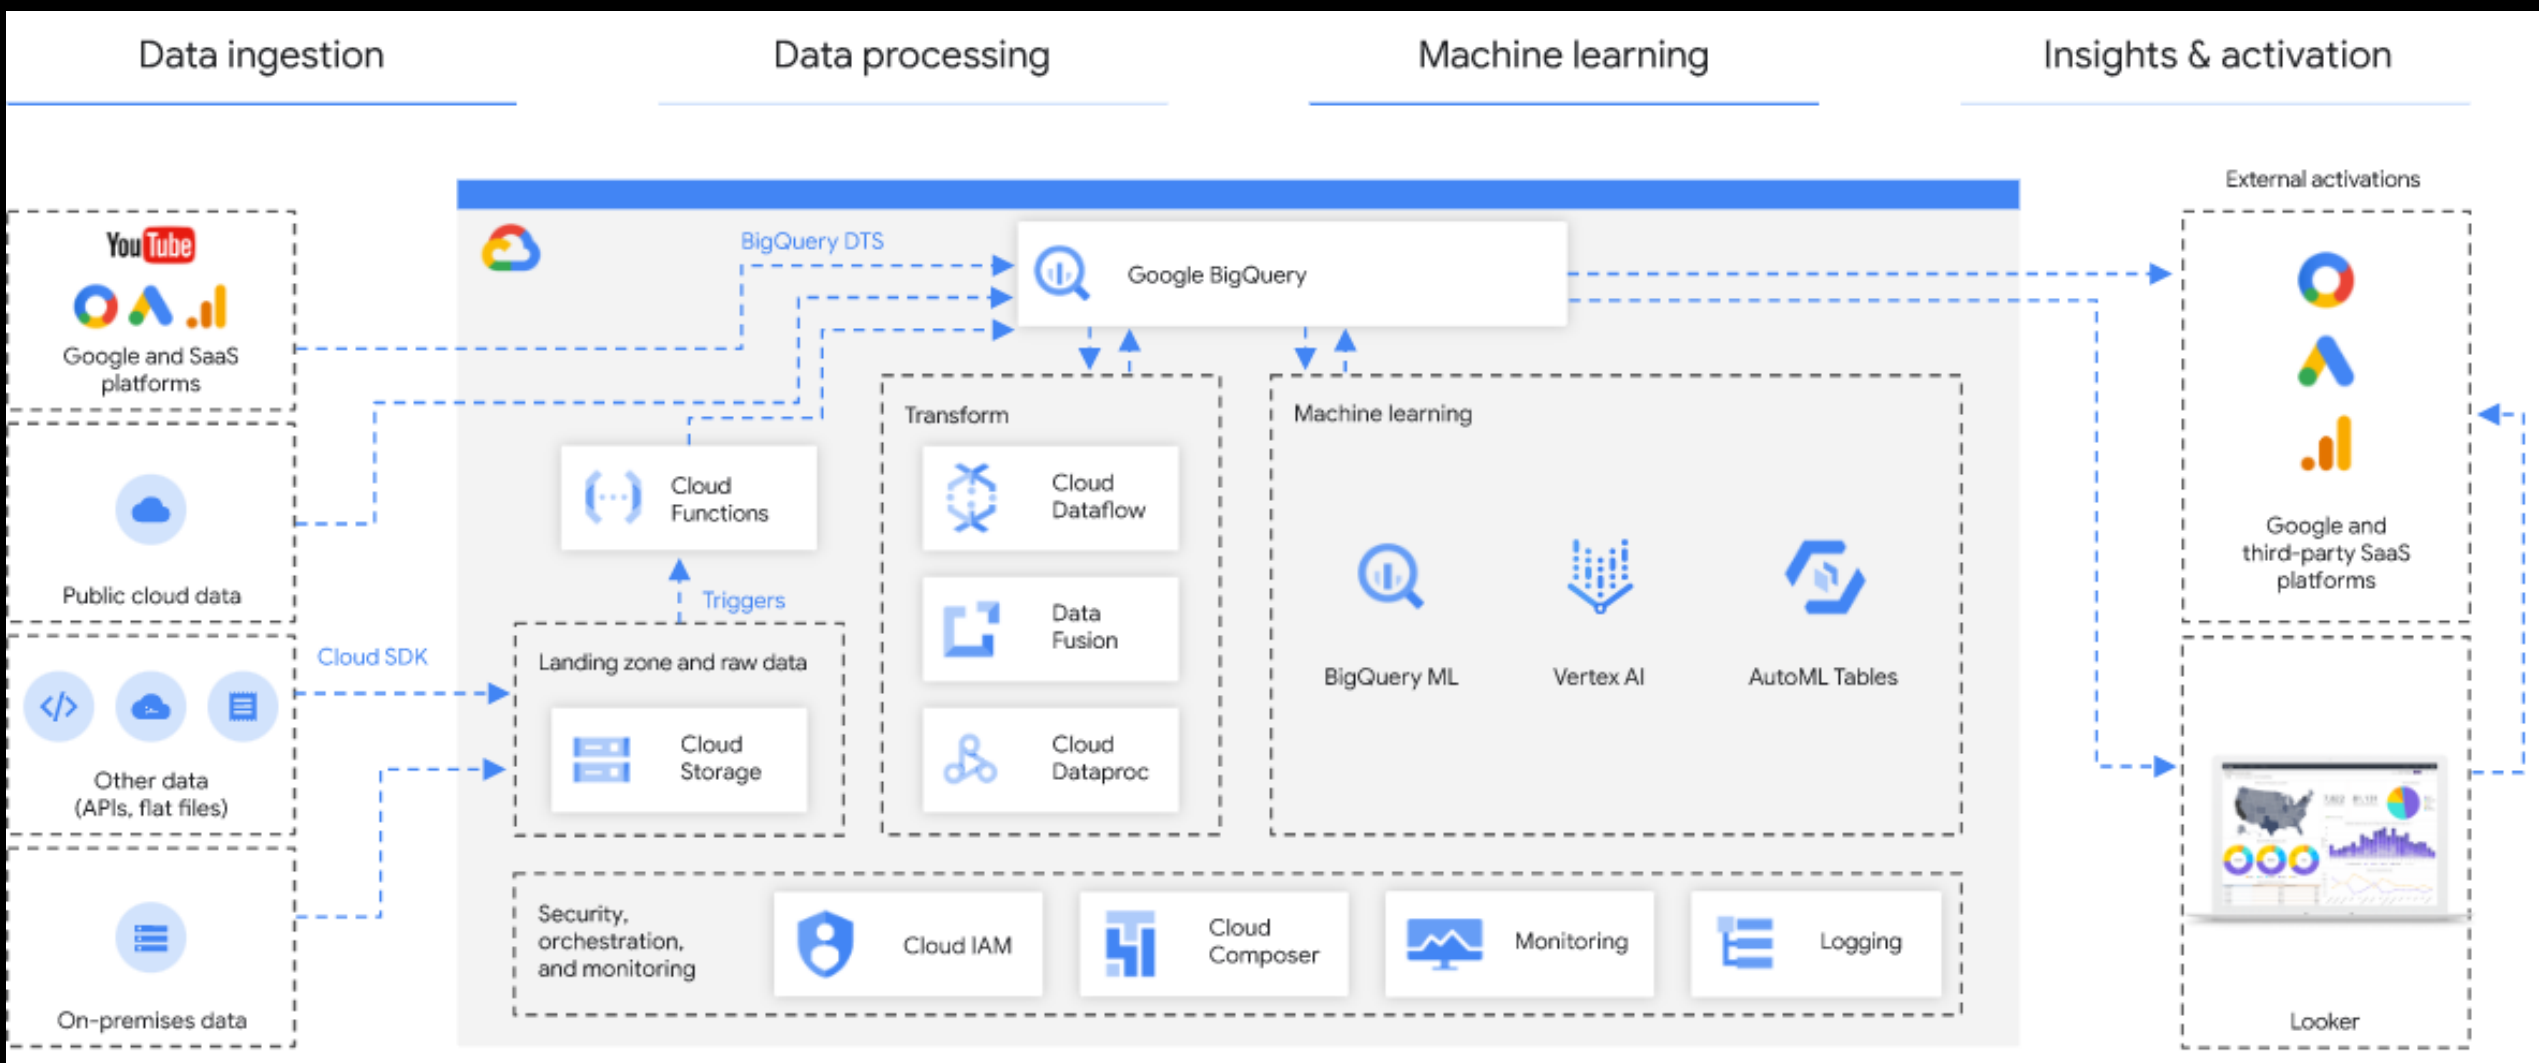 Data ingestion
Data processing
Machine learning
Insights & activation
External activations
YouTube
Google and SaaS
platforms
Public cloud data
Cloud SDK
Other data
(APIs, flat files)
On-premises data
BigQuery DTS
Google BigQuery
Cloud
Functions
Triggers
Landing zone and raw data
Cloud
Storage
Transform
Cloud
Dataflow
Data
Fusion
Cloud
Dataproc
Machine learning
BigQuery ML
Vertex AI
AutoML Tables
Security,
orchestration,
and monitoring
Cloud IAM
Cloud
Composer
Monitoring
Logging
Google and
third-party SaaS
platforms
Looker